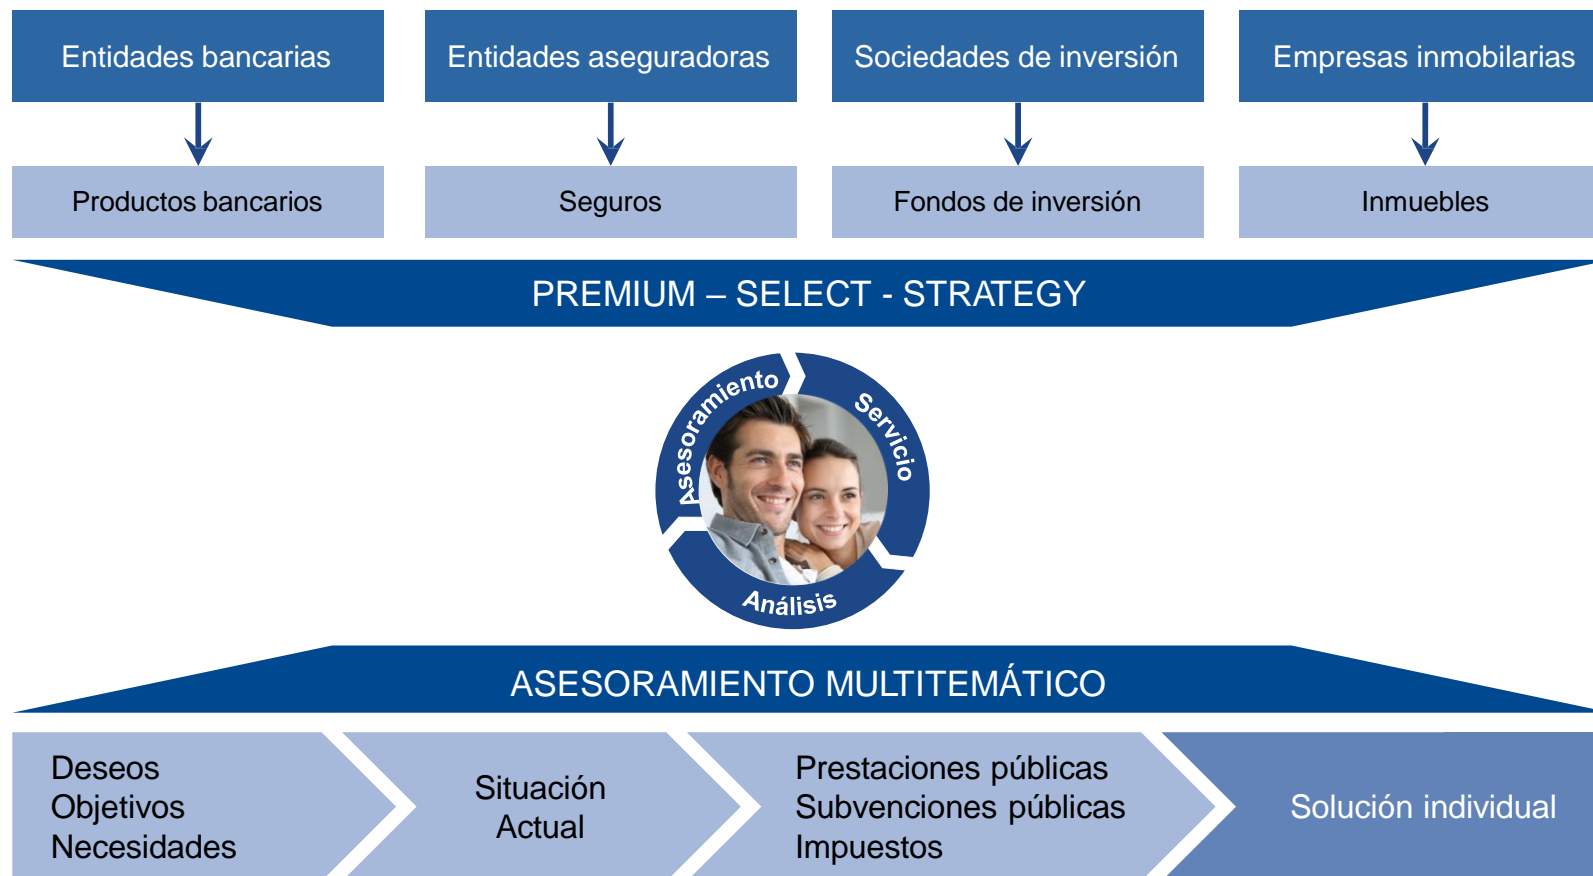 Entidades bancarias
Entidades aseguradoras
Sociedades de inversión
Empresas inmobilarias
Productos bancarios
Seguros
Fondos de inversión
Inmuebles
PREMIUM – SELECT - STRATEGY
Asesoramiento
Servicio
Análisis
ASESORAMIENTO MULTITEMÁTICO
Deseos
Objetivos
Necesidades
Situación
Actual
Prestaciones públicas
Subvenciones públicas
Impuestos
Solución individual